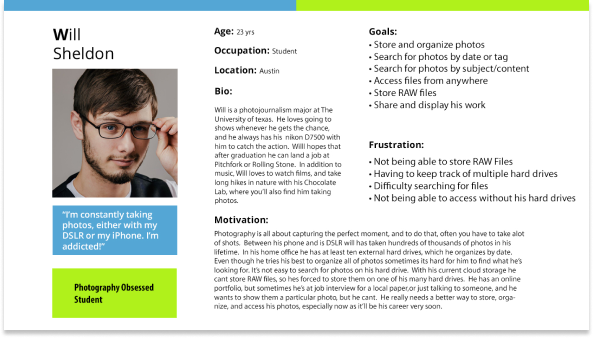 Will
Sheldon
"I'm constantly taking
photos, either with my
DSLR or my iPhone. I'm
addicted!"
Photography Obsessed
Student
Age: 23 yrs
Occupation: Student
Location: Austin
Bio:
Will is a photojournalism major at The
University of texas. He loves going to
shows whenever he gets the chance,
and he always has his nikon D7500 with
him to catch the action. Willl hopes that
after graduation he can land a job at
Pitchfork or Rolling Stone. In addition to
music, Will loves to watch films, and take
long hikes in nature with his Chocolate
Lab, where you'll also find him taking
photos.
Goals:
• Store and organize photos
• Search for photos by date or tag
• Search for photos by subject/content
• Access files from anywhere
• Store RAW files
• Share and display his work
Frustration:
• Not being able to store RAW Files
• Having to keep track of multiple hard drives
• Difficulty searching for files
• Not being able to access without his hard drives
Motivation:
Photography is all about capturing the perfect moment, and to do that, often you have to take alot
of shots. Between his phone and is DSLR will has taken hundreds of thousands of photos in his
lifetime. In his home office he has at least ten external hard drives, which he organizes by date.
Even though he tries his best to organize all of photos sometimes its hard for him to find what he's
looking for. It's not easy to search for photos on his hard drive. With his current cloud storage he
cant store RAW files, so hes forced to store them on one of his many hard drives. He has an online
portfolio, but sometimes he's at job interview for a local paper,or just talking to someone, and he
wants to show them a particular photo, but he cant. He really needs a better way to store, orga-
nize, and access his photos, especially now as it'll be his career very soon.